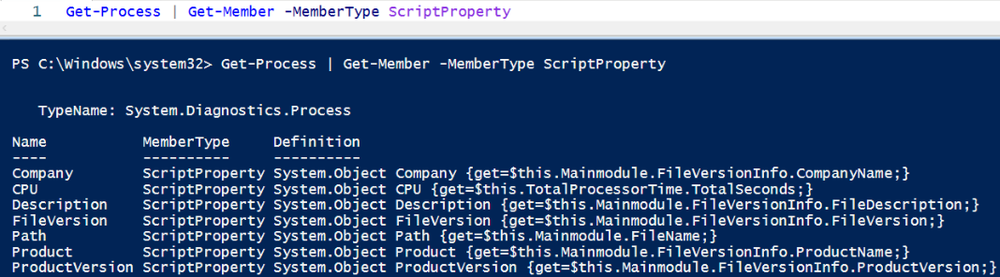 1 Get-Process | Get-Member -MemberType ScriptProperty
PS C:\Windows\system32> Get-Process | Get-Member -MemberType ScriptProperty
TypeName: System.Diagnostics.Process
Name MemberType Definition
---- ---------- ----------
Company ScriptProperty System.Object Company {get=$this.Mainmodule.FileVersionInfo.CompanyName;}
CPU ScriptProperty System.Object CPU {get=$this.TotalProcessorTime.TotalSeconds;}
Description ScriptProperty System.Object Description {get=$this.Mainmodule.FileVersionInfo.FileDescription;}
FileVersion ScriptProperty System.Object FileVersion {get=$this.Mainmodule.FileVersionInfo.FileVersion;}
Path ScriptProperty System.Object Path {get=$this.Mainmodule.FileName;}
Product ScriptProperty System.Object Product {get=$this.Mainmodule.FileVersionInfo.ProductName;}
ProductVersion ScriptProperty System.Object ProductVersion {get=$this.Mainmodule.FileVersionInfo.ProductVersion;}